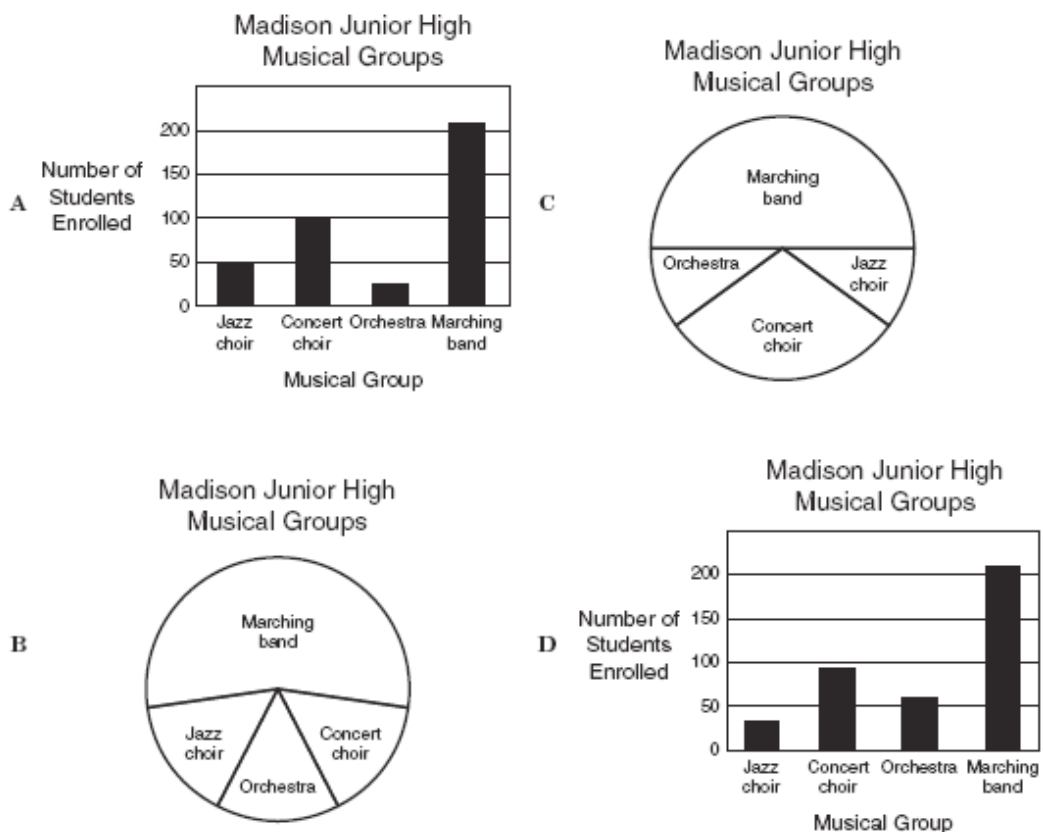 Madison Junior High
Musical Groups
A
Number of
Students
Enrolled
200
150
100
50
0
Jazz
choir
Concert
choir
Orchestra
Marching
band
Musical Group
C
Madison Junior High
Musical Groups
Marching
band
Orchestra
Jazz
choir
Concert
choir
B
Madison Junior High
Musical Groups
Marching
band
Jazz
choir
Concert
choir
Orchestra
D
Madison Junior High
Musical Groups
Number of
Students
Enrolled
200
150
100
50
0
Jazz
choir
Concert
choir
Orchestra
Marching
band
Musical Group